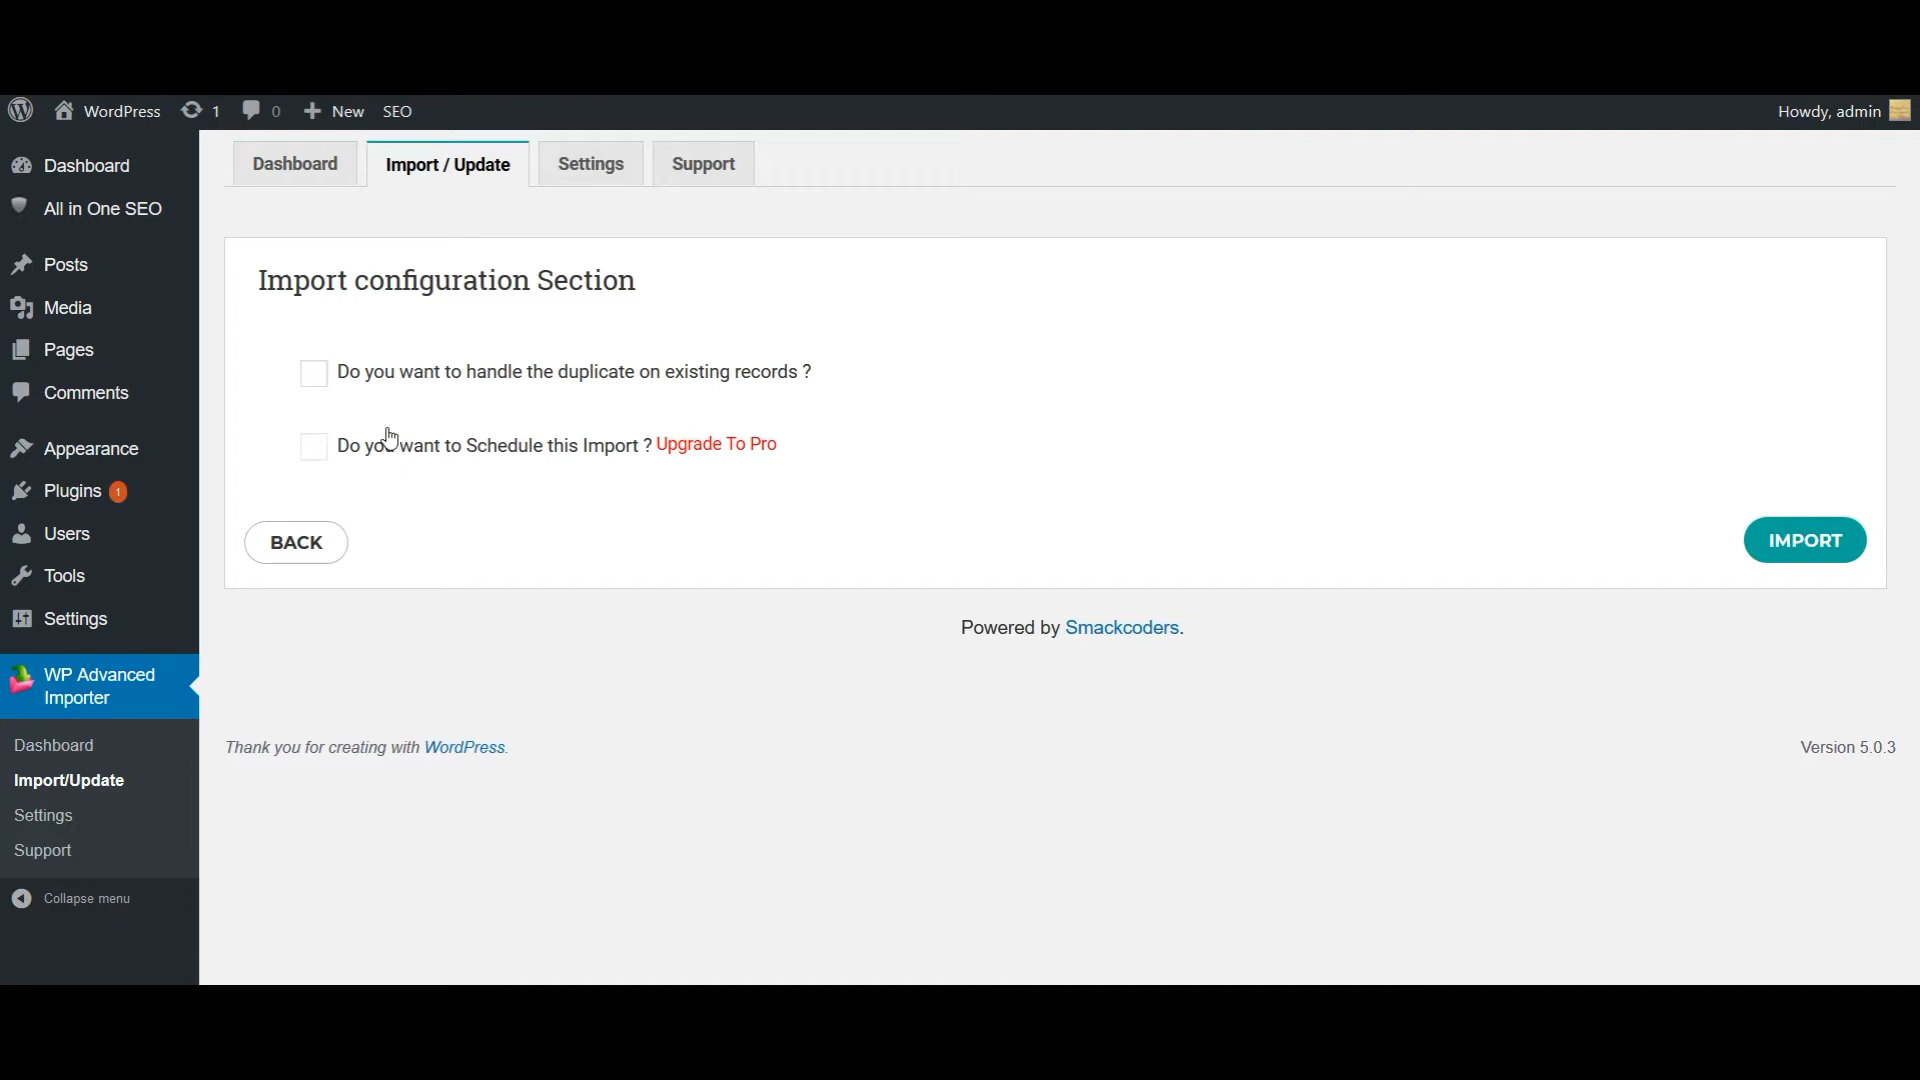 WordPress 1 0 New SEO Howdy, admin
Dashboard
All in One SEO
Posts
Media
Pages
Comments
Appearance
Plugins 1
Users
Tools
Settings
WP Advanced
Importer
Dashboard
Import/Update
Settings
Support
Collapse menu
Dashboard Import / Update Settings Support
Import configuration Section
Do you want to handle the duplicate on existing records ?
Do you want to Schedule this Import ? Upgrade To Pro
BACK IMPORT
Powered by Smackcoders.
Thank you for creating with WordPress. Version 5.0.3